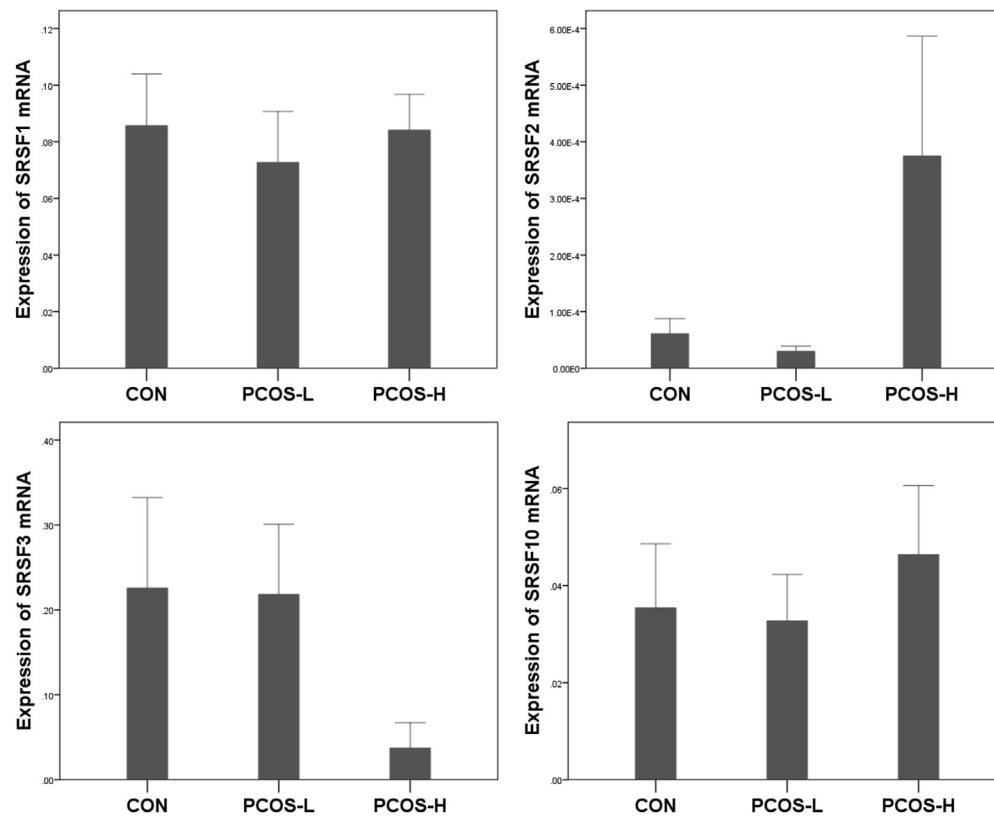 Expression of SRSF1 mRNA
.12
.10
.08
.06
.04
.02
.00
CON PCOS-L PCOS-H
Expression of SRSF2 mRNA
6.00E-4
5.00E-4
4.00E-4
3.00E-4
2.00E-4
1.00E-4
0.00E0
CON PCOS-L PCOS-H
Expression of SRSF3 mRNA
.40
.30
.20
.10
.00
CON PCOS-L PCOS-H
Expression of SRSF10 mRNA
.06
.04
.02
.00
CON PCOS-L PCOS-H